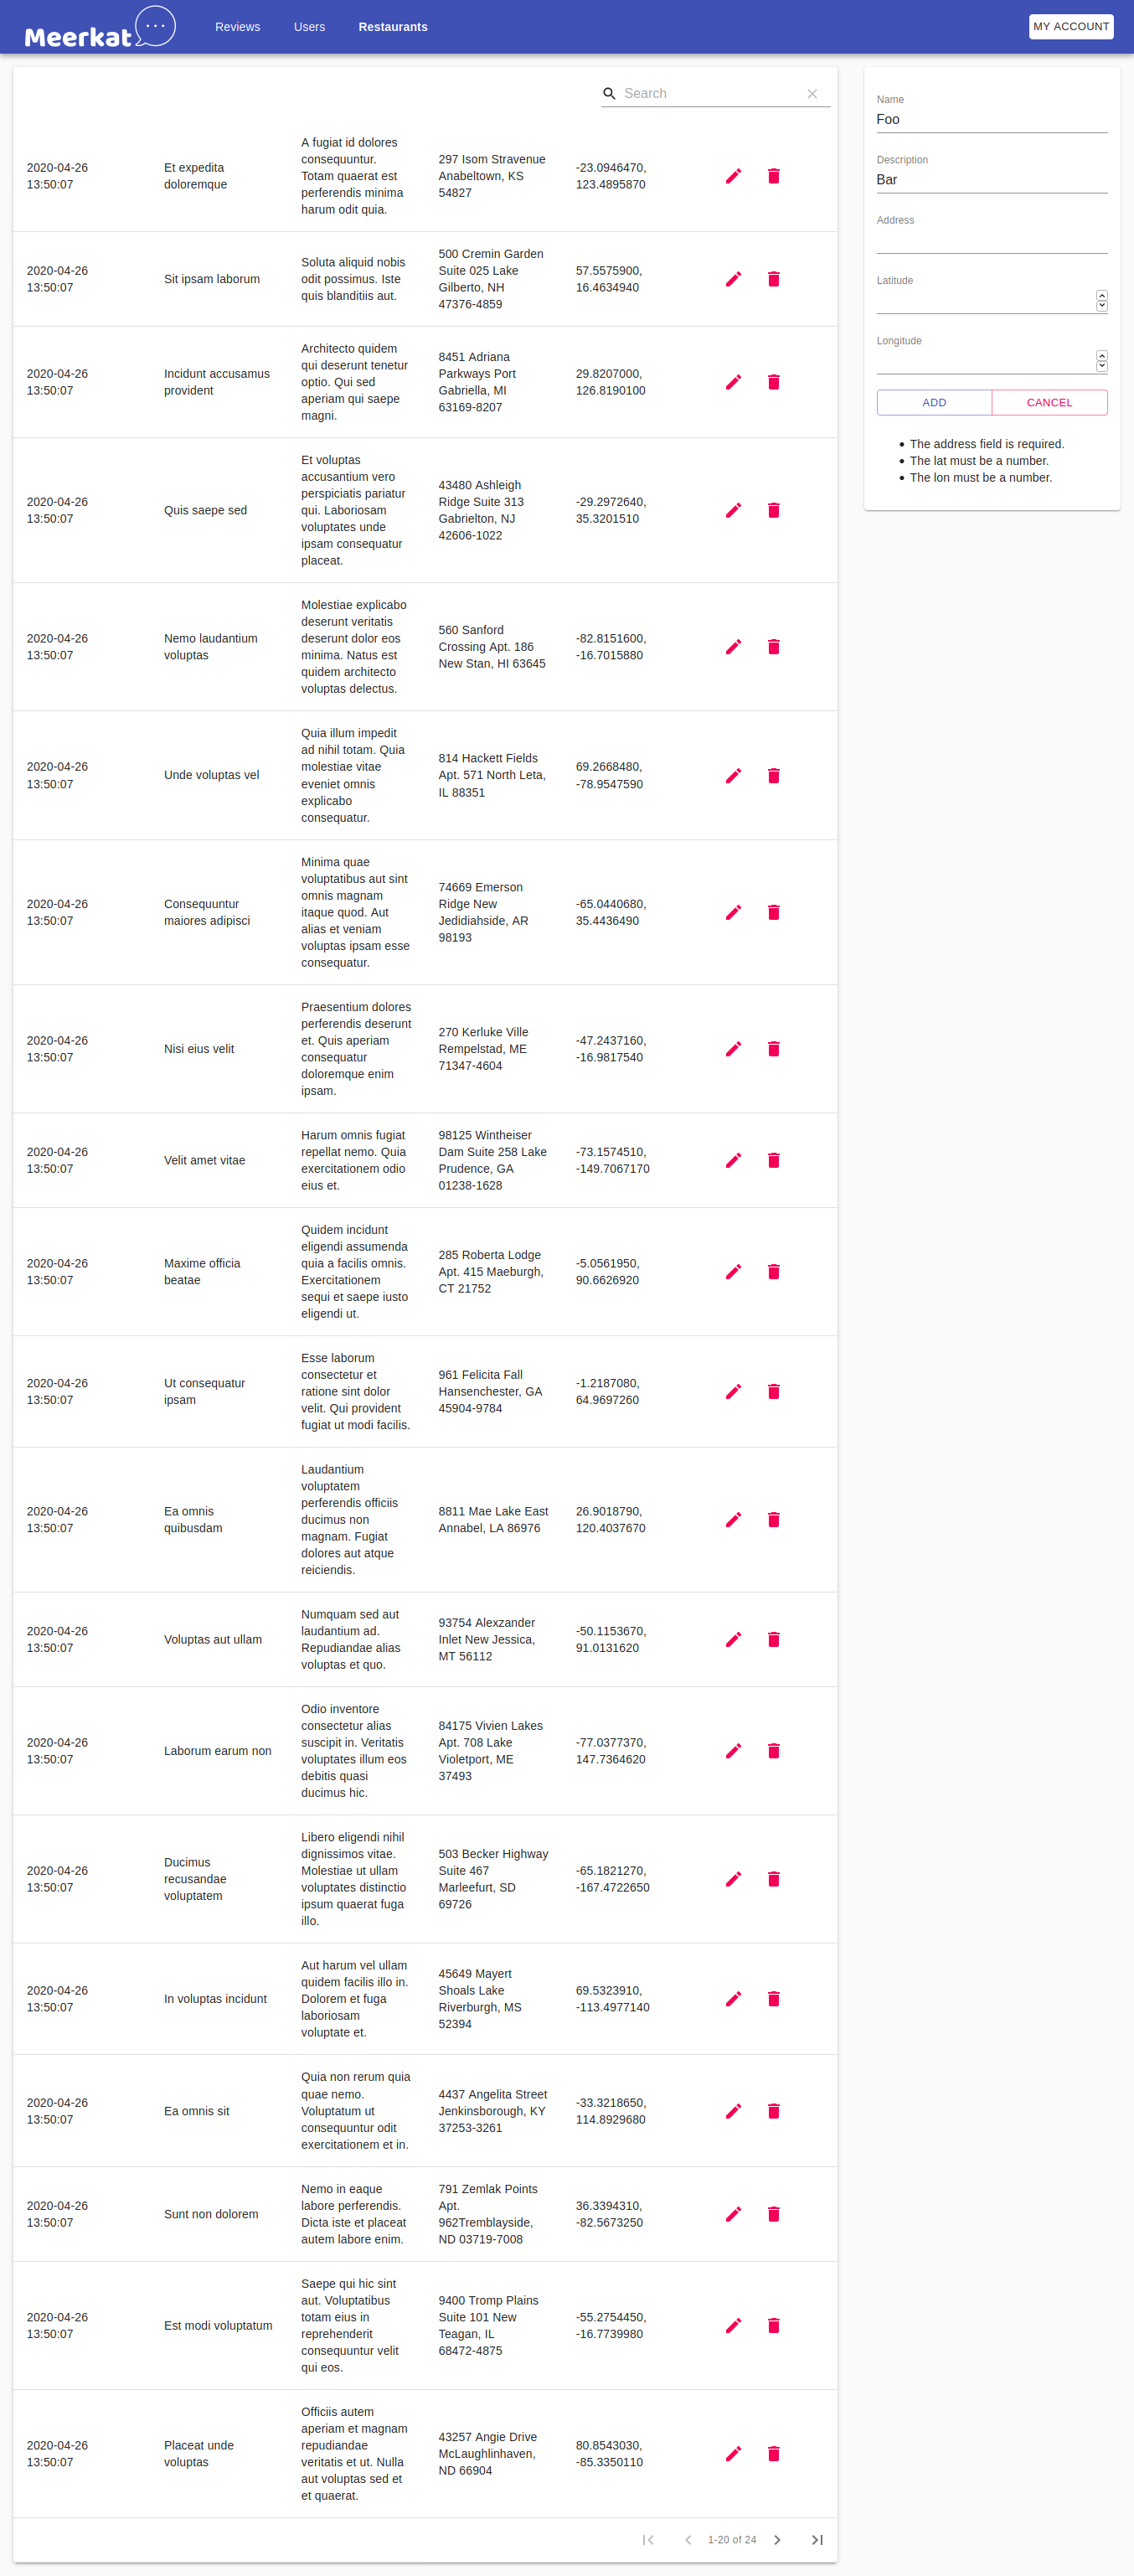 Meerkat
Reviews
Users
Restaurants
MY ACCOUNT
Search
2020-04-26
13:50:07
Et expedita
doloremque
A fugiat id dolores
consequuntur.
Totam quaerat est
perferendis minima
harum odit quia.
297 Isom Stravenue
Anabeltown, KS
54827
-23.0946470,
123.4895870
2020-04-26
13:50:07
Sit ipsam laborum
Soluta aliquid nobis
odit possimus. Iste
quis blanditiis aut.
500 Cremin Garden
Suite 025 Lake
Gilberto, NH
47376-4859
57.5575900,
16.4634940
2020-04-26
13:50:07
Incidunt accusamus
provident
Architecto quidem
qui deserunt tenetur
optio. Qui sed
aperiam qui saepe
magni.
8451 Adriana
Parkways Port
Gabriella, MI
63169-8207
29.8207000,
126.8190100
2020-04-26
13:50:07
Quis saepe sed
Et voluptas
accusantium vero
perspiciatis pariatur
qui. Laboriosam
voluptates unde
ipsam consequatur
placeat.
43480 Ashleigh
Ridge Suite 313
Gabrielton, NJ
42606-1022
-29.2972640,
35.3201510
2020-04-26
13:50:07
Nemo laudantium
voluptas
Molestiae explicabo
deserunt veritatis
deserunt dolor eos
minima. Natus est
quidem architecto
voluptas delectus.
560 Sanford
Crossing Apt. 186
New Stan, HI 63645
-82.8151600,
-16.7015880
2020-04-26
13:50:07
Unde voluptas vel
Quia illum impedit
ad nihil totam. Quia
molestiae vitae
eveniet omnis
explicabo
consequatur.
814 Hackett Fields
Apt. 571 North Leta,
IL 88351
69.2668480,
-78.9547590
2020-04-26
13:50:07
Consequuntur
maiores adipisci
Minima quae
voluptatibus aut sint
omnis magnam
itaque quod. Aut
alias et veniam
voluptas ipsam esse
consequatur.
74669 Emerson
Ridge New
Jedidiahside, AR
98193
-65.0440680,
35.4436490
2020-04-26
13:50:07
Nisi eius velit
Praesentium dolores
perferendis deserunt
et. Quis aperiam
consequatur
doloremque enim
ipsam.
270 Kerluke Ville
Rempelstad, ME
71347-4604
-47.2437160,
-16.9817540
2020-04-26
13:50:07
Velit amet vitae
Harum omnis fugiat
repellat nemo. Quia
exercitationem odio
eius et.
98125 Wintheiser
Dam Suite 258 Lake
Prudence, GA
01238-1628
-73.1574510,
-149.7067170
2020-04-26
13:50:07
Maxime officia
beatae
Quidem incidunt
eligendi assumenda
quia a facilis omnis.
Exercitationem
sequi et saepe iusto
eligendi ut.
285 Roberta Lodge
Apt. 415 Maeburgh,
CT 21752
-5.0561950,
90.6626920
2020-04-26
13:50:07
Ut consequatur
ipsam
Esse laborum
consectetur et
ratione sint dolor
velit. Qui provident
fugiat ut modi facilis.
961 Felicita Fall
Hansenchester, GA
45904-9784
-1.2187080,
64.9697260
2020-04-26
13:50:07
Ea omnis
quibusdam
Laudantium
voluptatem
perferendis officiis
ducimus non
magnam. Fugiat
dolores aut atque
reiciendis.
8811 Mae Lake East
Annabel, LA 86976
26.9018790,
120.4037670
2020-04-26
13:50:07
Voluptas aut ullam
Numquam sed aut
laudantium ad.
Repudiandae alias
voluptas et quo.
93754 Alexzander
Inlet New Jessica,
MT 56112
-50.1153670,
91.0131620
2020-04-26
13:50:07
Laborum earum non
Odio inventore
consectetur alias
suscipit in. Veritatis
voluptates illum eos
debitis quasi
ducimus hic.
84175 Vivien Lakes
Apt. 708 Lake
Violetport, ME
37493
-77.0377370,
147.7364620
2020-04-26
13:50:07
Ducimus
recusandae
voluptatem
Libero eligendi nihil
dignissimos vitae.
Molestiae ut ullam
voluptates distinctio
ipsum quaerat fuga
illo.
503 Becker Highway
Suite 467
Marleefurt, SD
69726
-65.1821270,
-167.4722650
2020-04-26
13:50:07
In voluptas incidunt
Aut harum vel ullam
quidem facilis illo in.
Dolorem et fuga
laboriosam
voluptate et.
45649 Mayert
Shoals Lake
Riverburgh, MS
52394
69.5323910,
-113.4977140
2020-04-26
13:50:07
Ea omnis sit
Quia non rerum quia
quae nemo.
Voluptatum ut
consequuntur odit
exercitationem et in.
4437 Angelita Street
Jenkinsborough, KY
37253-3261
-33.3218650,
114.8929680
2020-04-26
13:50:07
Sunt non dolorem
Nemo in eaque
labore perferendis.
Dicta iste et placeat
autem labore enim.
791 Zemlak Points
Apt.
962Tremblayside,
ND 03719-7008
36.3394310,
-82.5673250
2020-04-26
13:50:07
Est modi voluptatum
Saepe qui hic sint
aut. Voluptatibus
totam eius in
reprehenderit
consequuntur velit
qui eos.
9400 Tromp Plains
Suite 101 New
Teagan, IL
68472-4875
-55.2754450,
-16.7739980
2020-04-26
13:50:07
Placeat unde
voluptas
Officiis autem
aperiam et magnam
repudiandae
veritatis et ut. Nulla
aut voluptas sed et
et quaerat.
43257 Angie Drive
McLaughlinhaven,
ND 66904
80.8543030,
-85.3350110
1-20 of 24
Name
Foo
Description
Bar
Address
Latitude
Longitude
ADD
CANCEL
The address field is required.
The lat must be a number.
The lon must be a number.